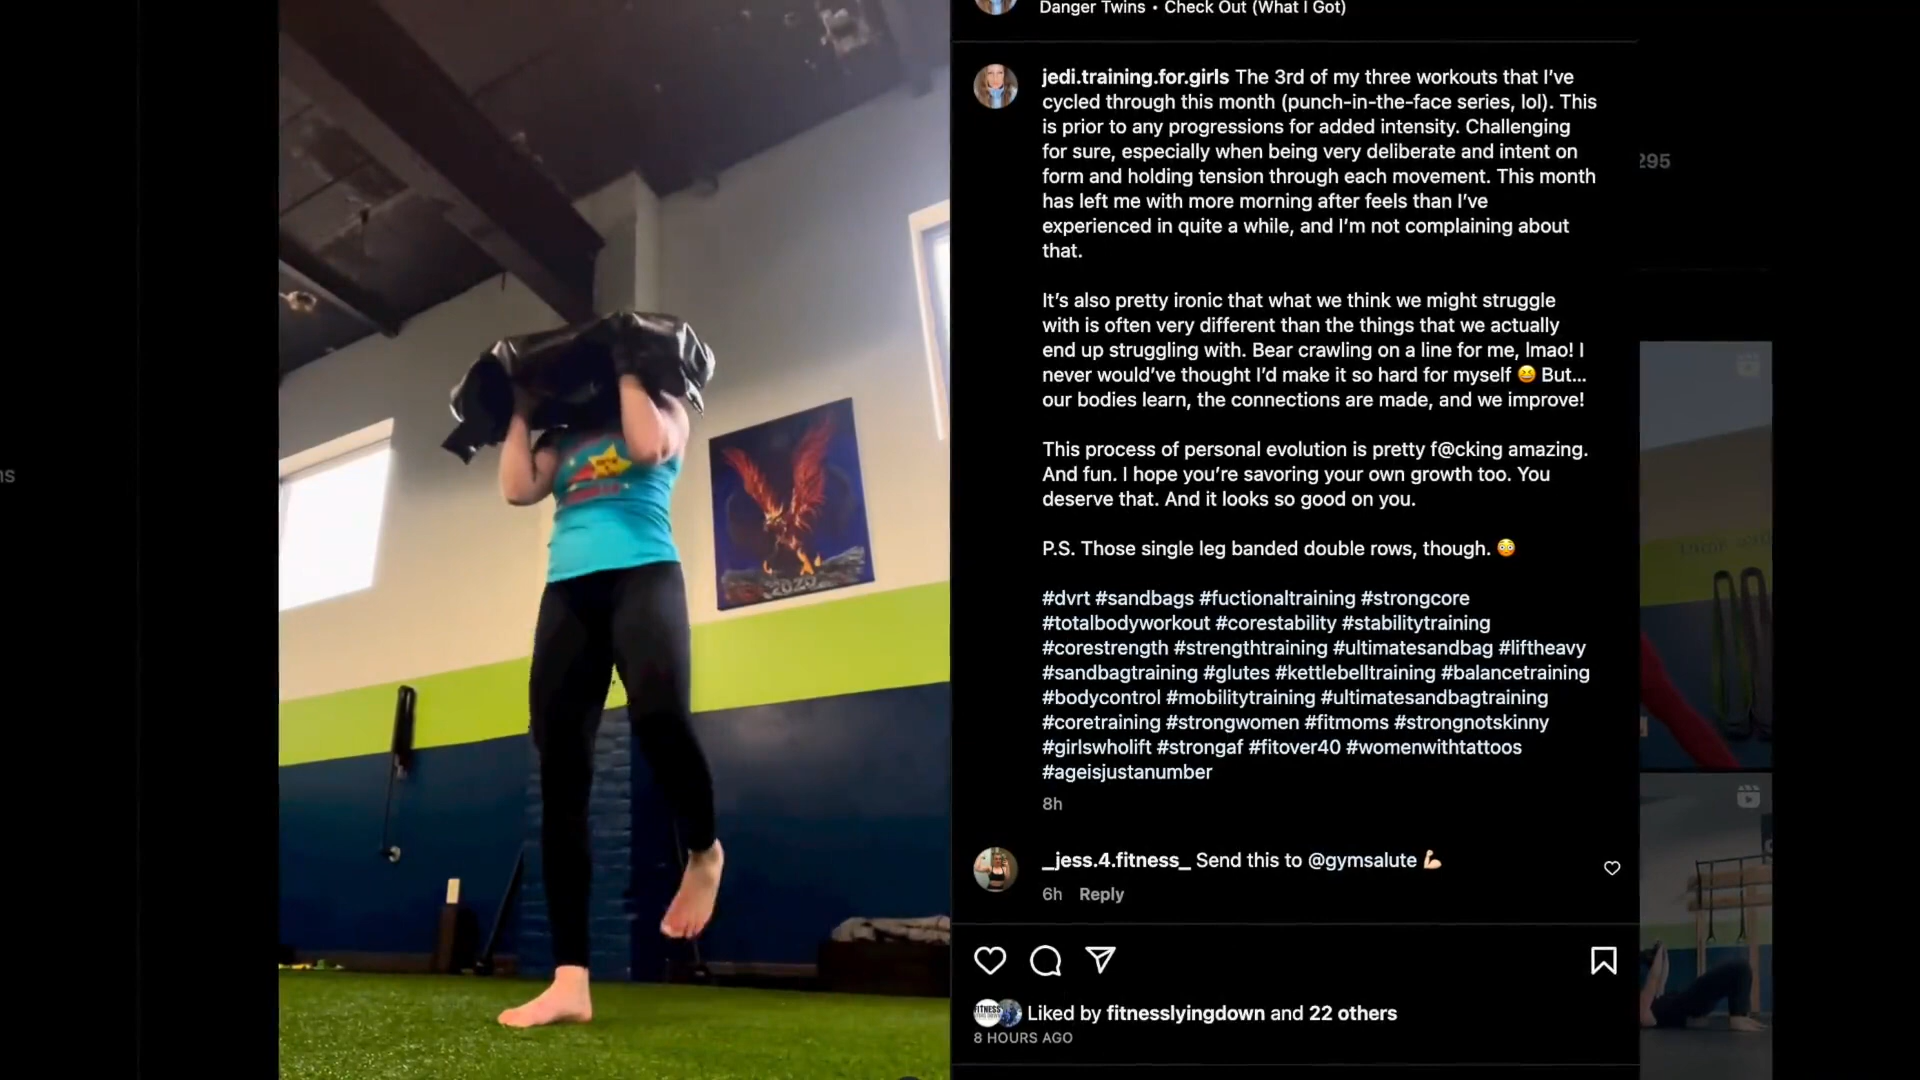 Danger Twins • Check Out (What I Got)
jedi.training.for.girls The 3rd of my three workouts that I’ve
cycled through this month (punch-in-the-face series, lol). This
is prior to any progressions for added intensity. Challenging
for sure, especially when being very deliberate and intent on
form and holding tension through each movement. This month
has left me with more morning after feels than I’ve
experienced in quite a while, and I’m not complaining about
that.
It’s also pretty ironic that what we think we might struggle
with is often very different than the things that we actually
end up struggling with. Bear crawling on a line for me, lmao! I
never would’ve thought I’d make it so hard for myself 😆 But...
our bodies learn, the connections are made, and we improve!
This process of personal evolution is pretty f@cking amazing.
And fun. I hope you’re savoring your own growth too. You
deserve that. And it looks so good on you.
P.S. Those single leg banded double rows, though. 😳
#dvrt #sandbags #fuctionaltraining #strongcore
#totalbodyworkout #corestability #stabilitytraining
#corestrength #strengthtraining #ultimatesandbag #liftheavy
#sandbagtraining #glutes #kettlebelltraining #balancetraining
#bodycontrol #mobilitytraining #ultimatesandbagtraining
#coretraining #strongwomen #fitmoms #strongnotskinny
#girlswholift #strongaf #fitover40 #womenwithtattoos
#ageisjustanumber
8h
_jess.4.fitness_ Send this to @gymsalute 💪🏻
6h Reply
Liked by fitnesslyingdown and 22 others
8 HOURS AGO
295
2020
FITNESS